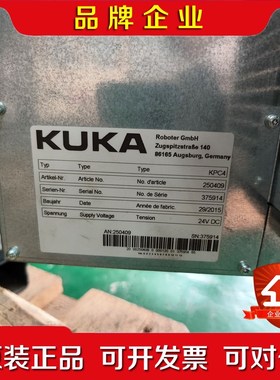 品牌企业
KUKA
Roboter GmbH
Zugspitzstraße 140
86165 Augsburg, Germany
Typ Type Type KPC4
Artikel-Nr. Article No. No. d'article 250409
Serien-Nr. Serial No. No. de série 375914
Baujahr Date Année de fabric. 29/2015
Spannung Supply Voltage Tension 24V DC
AN:250409 SN:375914
企业
原装正品 可开发票 可对